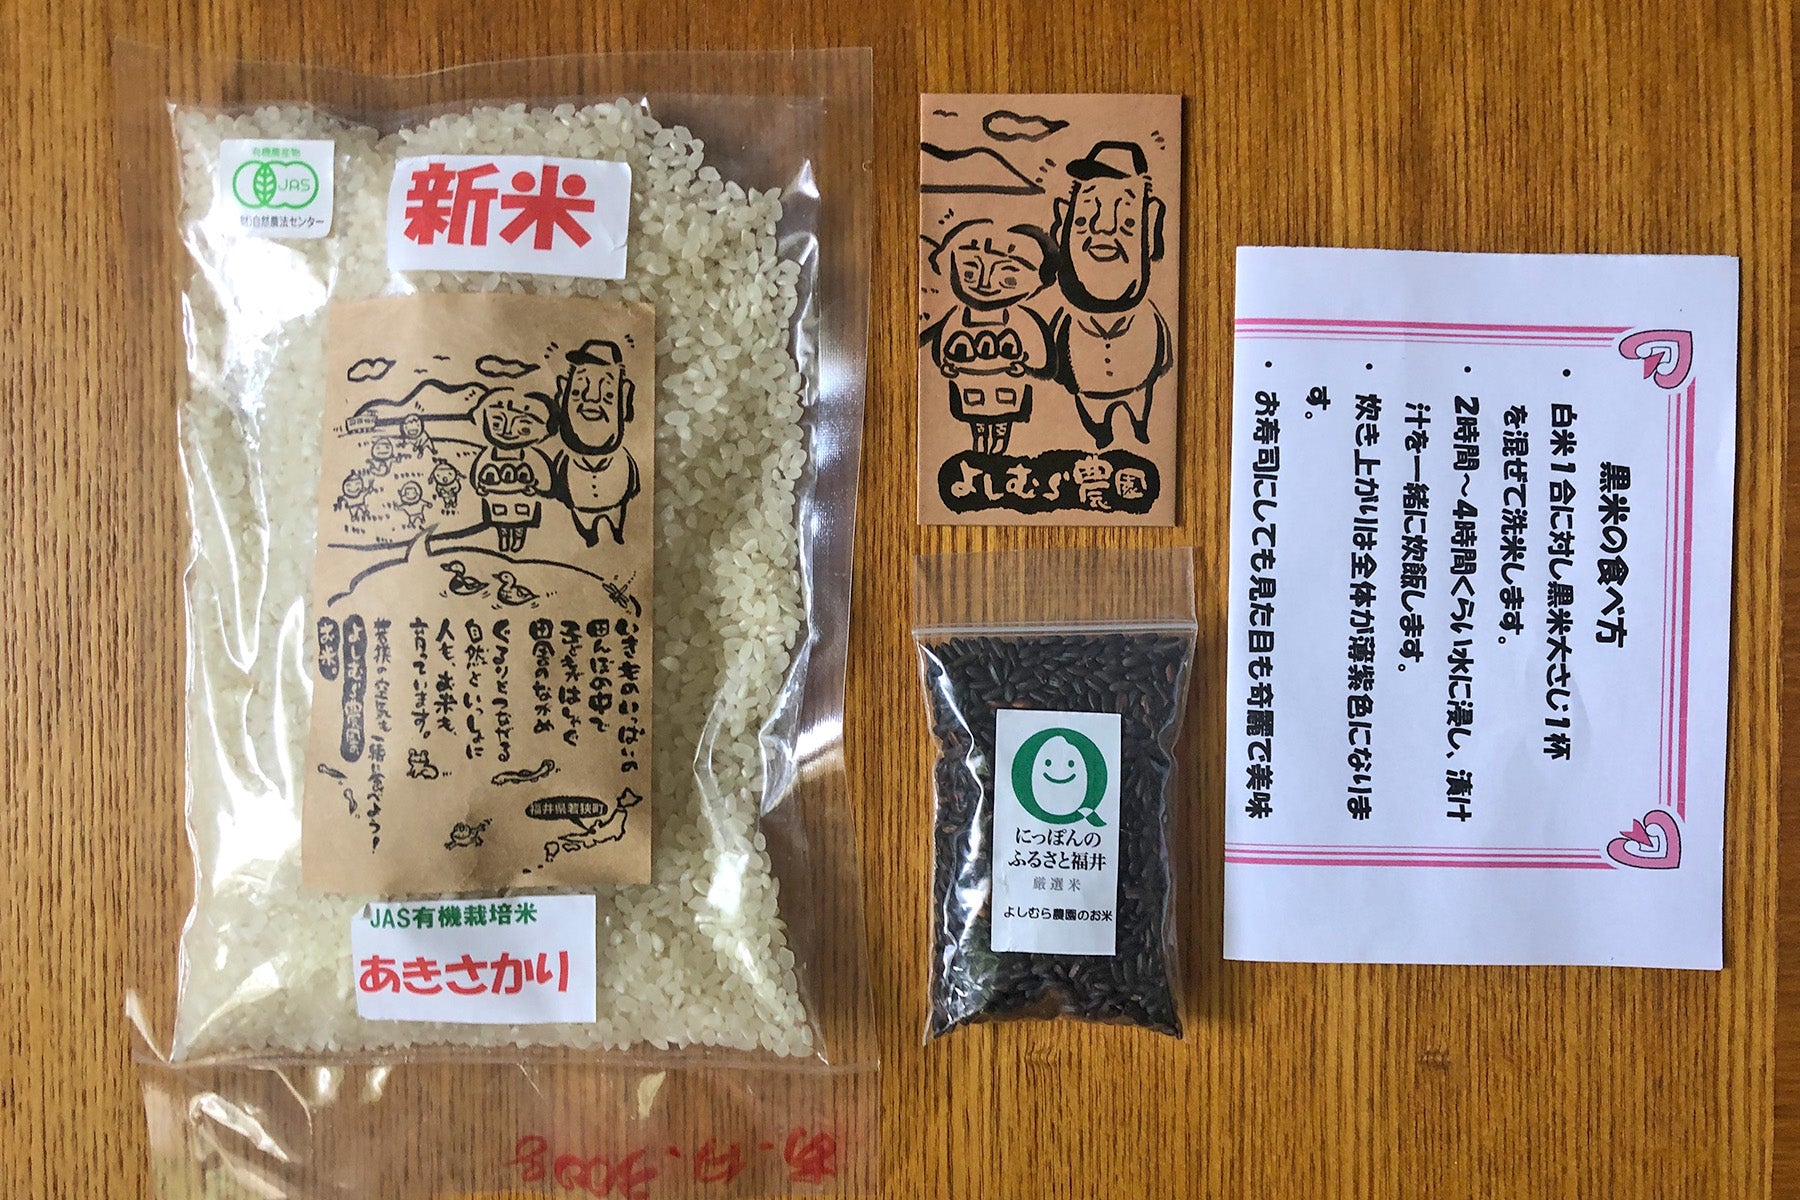 有機農産物
JAS
(財)自然農法センター
新米
いきものいっぱいの
田んぼの中で
子どもはしゃぐ
田舎のながめ
ぐるりとつながる
自然といっしょに
人も、お米も
育っています。
よしむら農園の
お米。
福井県若狭町
JAS有機栽培米
あきさかり
300g
よしむら農園
にっぽんの
ふるさと福井
厳選米
よしむら農園のお米
黒米の食べ方
・白米1合に対し黒米大さじ1杯
を混ぜて洗米します。
・2時間～4時間くらい水に浸し、漬け
汁を一緒に炊飯します。
・炊き上がりは全体が薄紫色になりま
す。
・お寿司にしても見た目も奇麗で美味